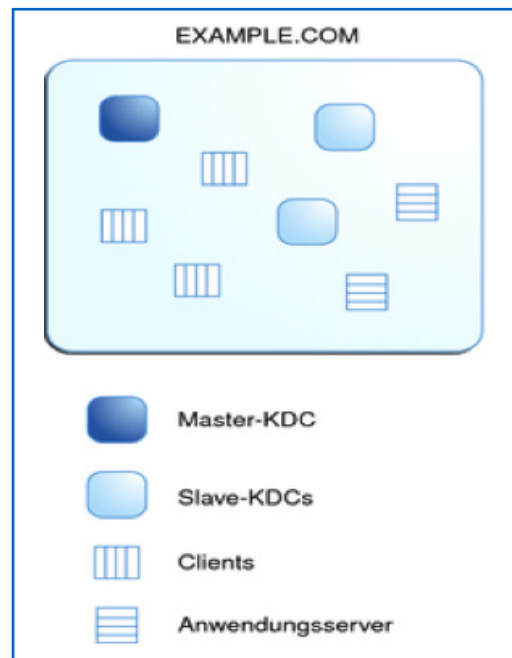 EXAMPLE.COM
Master-KDC
Slave-KDCs
Clients
Anwendungsserver